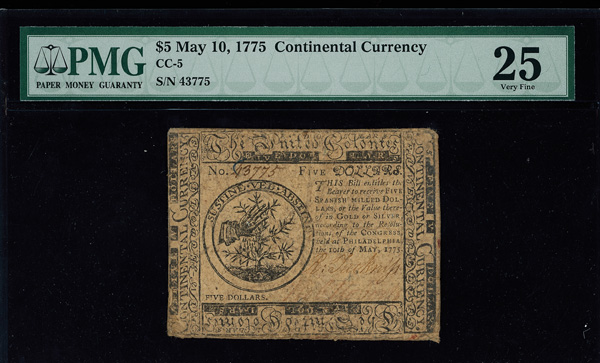 PMG
PAPER MONEY GUARANTY
$5 May 10, 1775 Continental Currency
CC-5
S/N 43775
25
Very Fine
The United Colonies
CONTINENTAL CURRENCY
No. 43775 FIVE DOLLARS.
SUSTINE VEL ABSTINE
THIS Bill entitles the
Bearer to receive FIVE
SPANISH MILLED DOL-
LARS, or the Value there-
of in GOLD or SILVER,
according to the Resolu-
tions of the CONGRESS,
held at PHILADELPHIA,
the 10th of MAY, 1775.
FIVE DOLLARS.